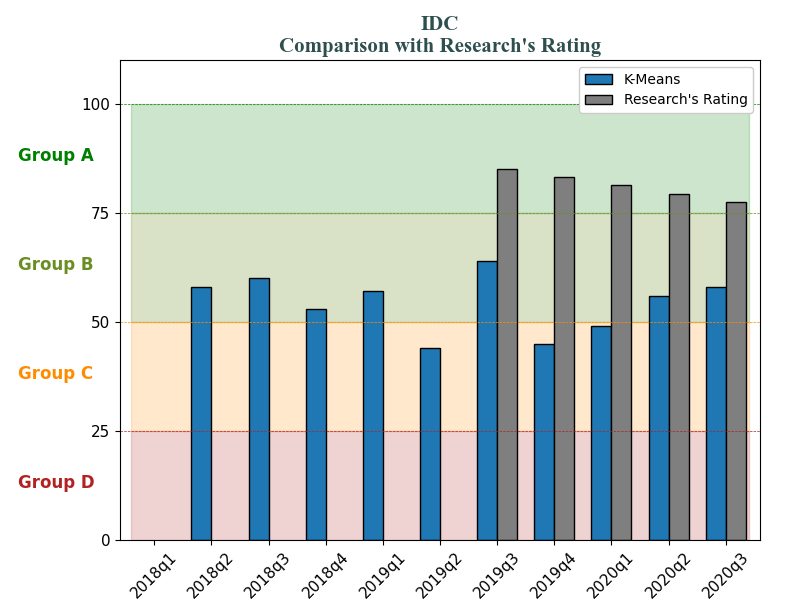 IDC
Comparison with Research's Rating
K-Means
Research's Rating
100
Group A
75
Group B
50
Group C
25
Group D
0
2018q1
2018q2
2018q3
2018q4
2019q1
2019q2
2019q3
2019q4
2020q1
2020q2
2020q3